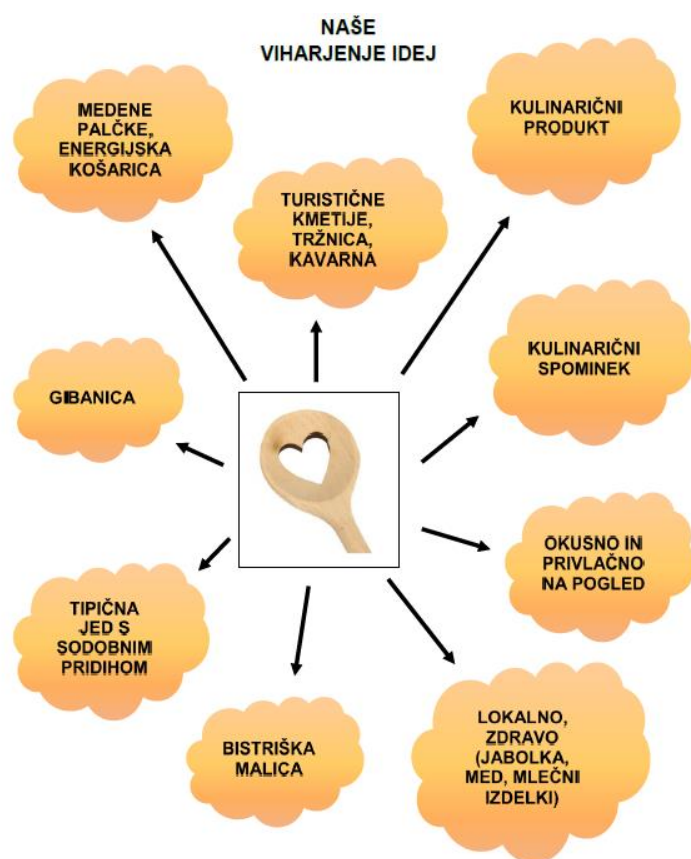 NAŠE
VIHARJENJE IDEJ
MEDENE
PALČKE,
ENERGIJSKA
KOŠARICA
TURISTIČNE
KMETIJE,
TRŽNICA,
KAVARNA
KULINARIČNI
PRODUKT
GIBANICA
KULINARIČNI
SPOMINEK
TIPIČNA
JED S
SODOBNIM
PRIDIHOM
OKUSNO IN
PRIVLAČNO
NA POGLED
BISTRIŠKA
MALICA
LOKALNO,
ZDRAVO
(JABOLKA,
MED, MLEČNI
IZDELKI)